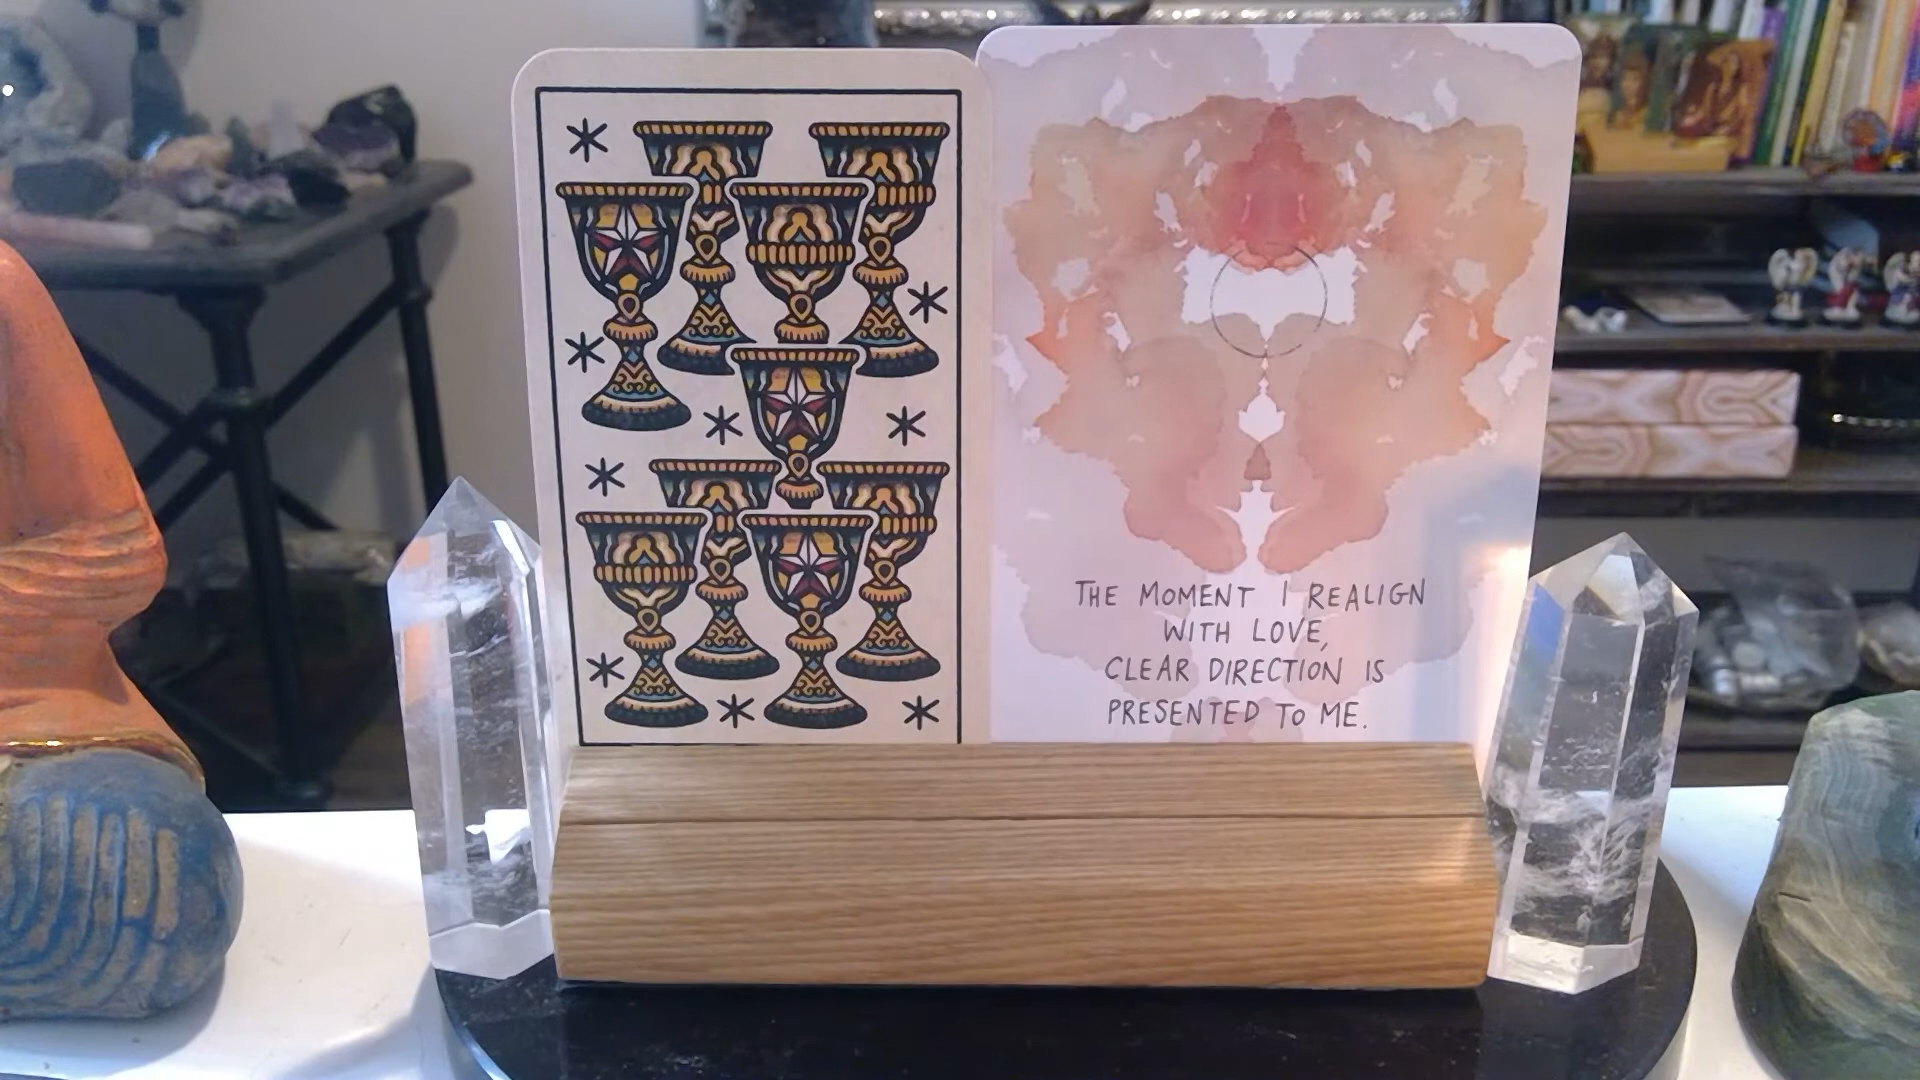 THE MOMENT I REALIGN
WITH LOVE,
CLEAR DIRECTION IS
PRESENTED TO ME.